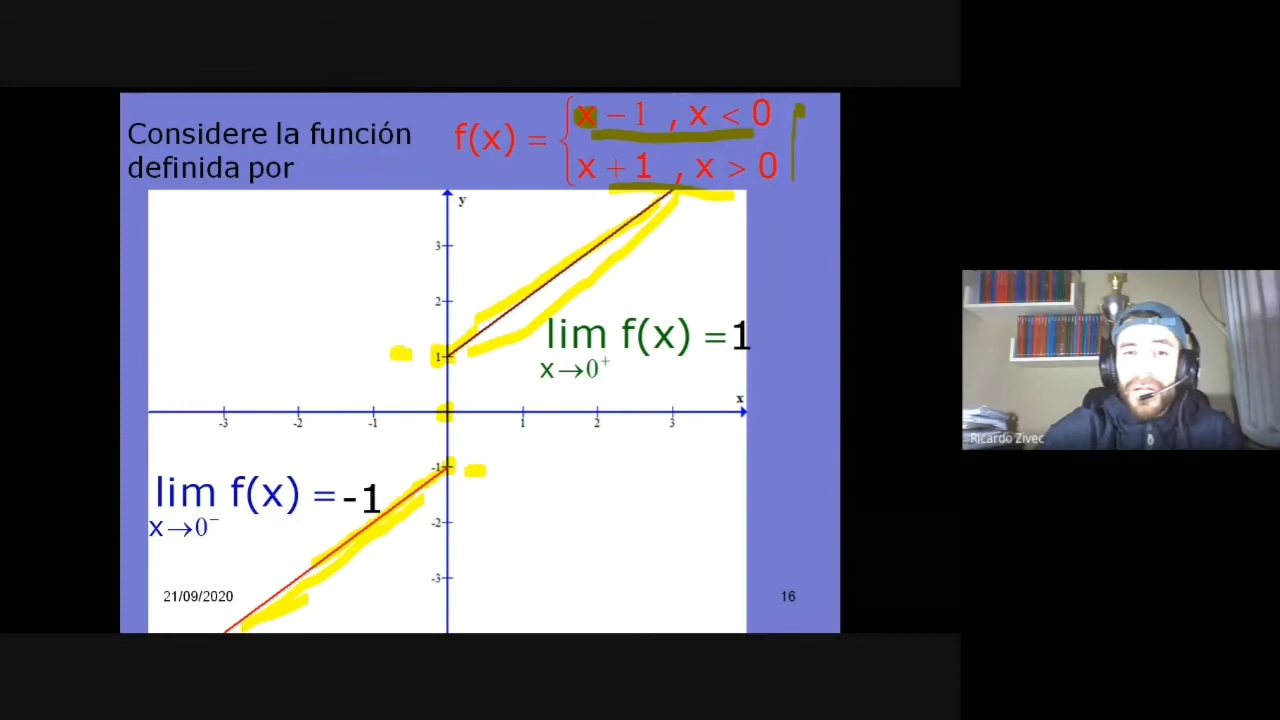 Considere la función
definida por
f(x) = { x − 1 , x < 0
x + 1 , x > 0
y
3
2
1
lim f(x) = 1
x→0⁺
x
-3 -2 -1 1 2 3
-1
lim f(x) = -1
x→0⁻
-2
-3
21/09/2020
16
Ricardo Zivec